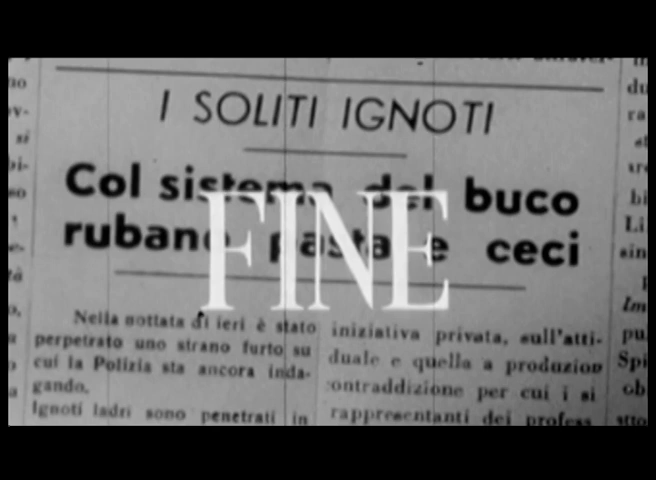 I SOLITI IGNOTI
Col sistema del buco
rubano pasta e ceci
FINE
Nella nottata di ieri è stato
perpetrato uno strano furto su
cui la Polizia sta ancora inda-
gando.
Ignoti ladri sono penetrati in
iniziativa privata, sull'atti-
duale e quella a produzion
ontraddizione per cui i si
rappresentanti dei profess